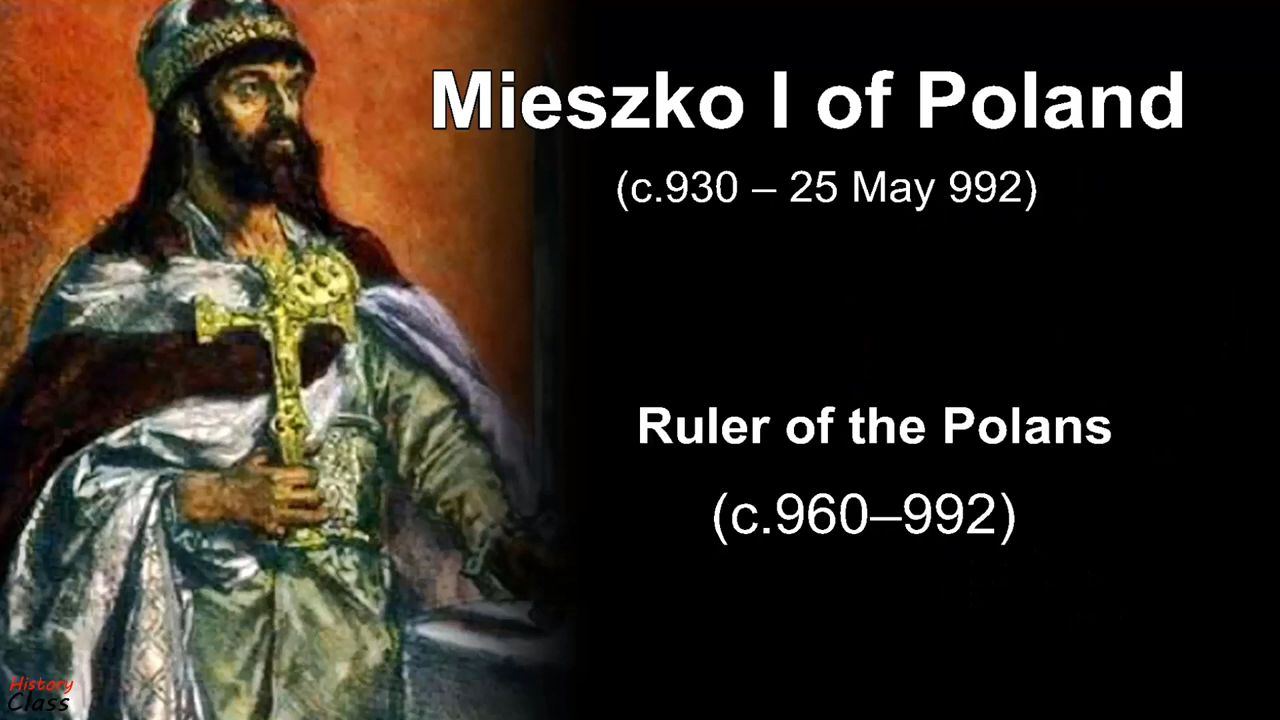 Mieszko I of Poland
(c.930 – 25 May 992)
Ruler of the Polans
(c.960–992)
History
Class